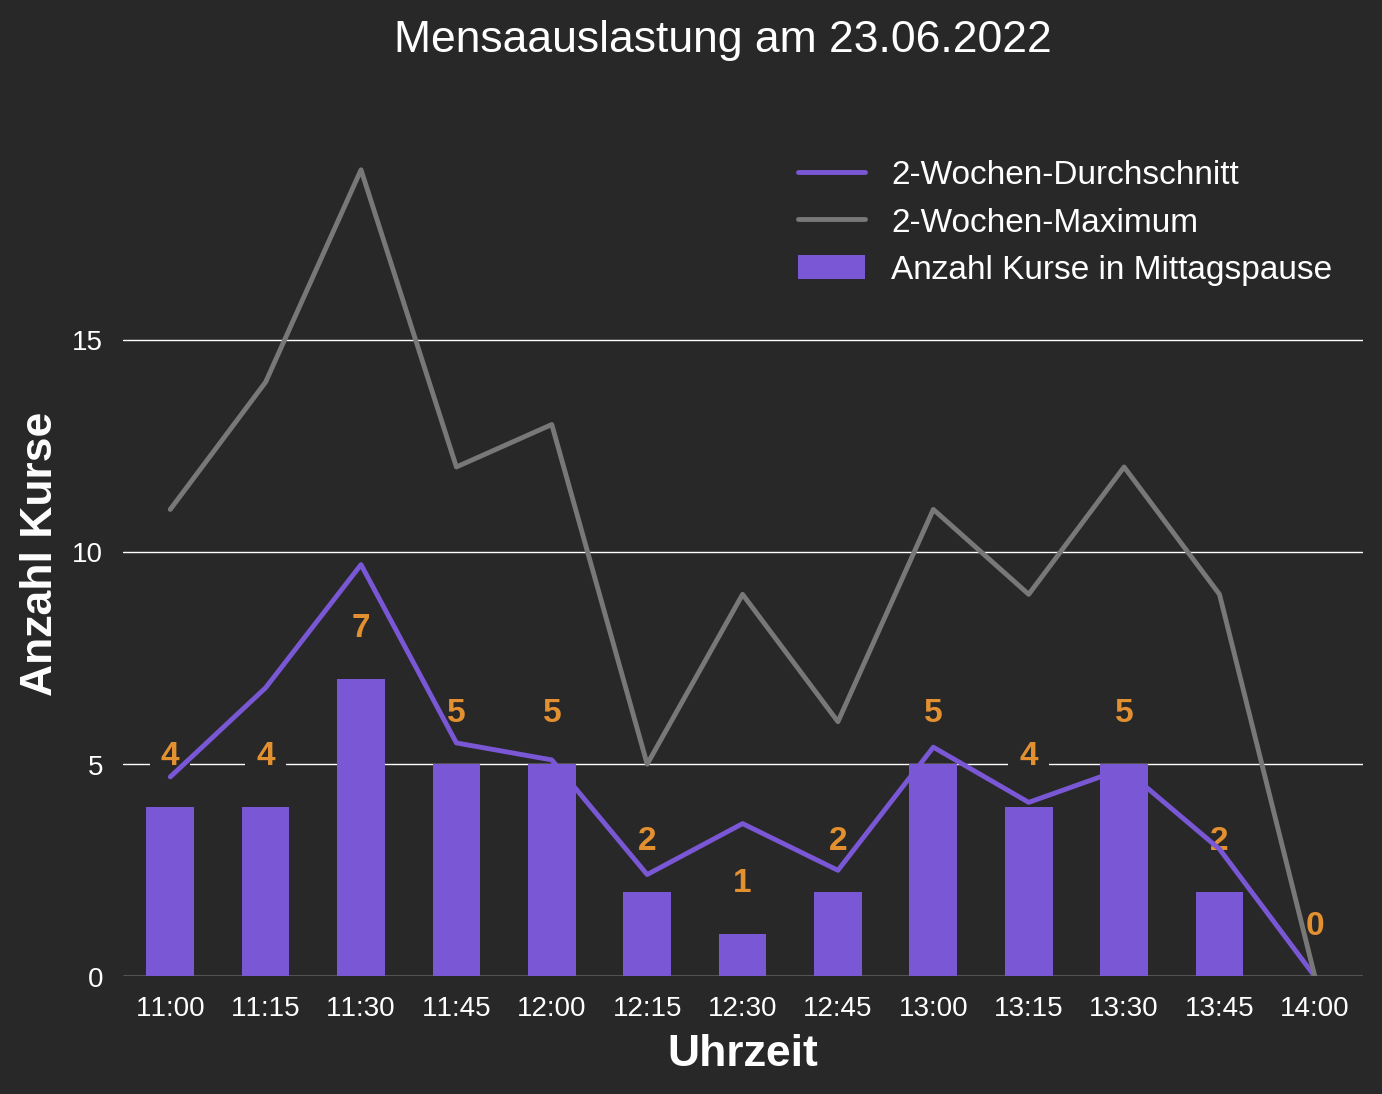 Mensaauslastung am 23.06.2022
2-Wochen-Durchschnitt
2-Wochen-Maximum
Anzahl Kurse in Mittagspause
Anzahl Kurse
15
10
5
0
4
4
7
5
5
2
1
2
5
4
5
2
0
11:00 11:15 11:30 11:45 12:00 12:15 12:30 12:45 13:00 13:15 13:30 13:45 14:00
Uhrzeit